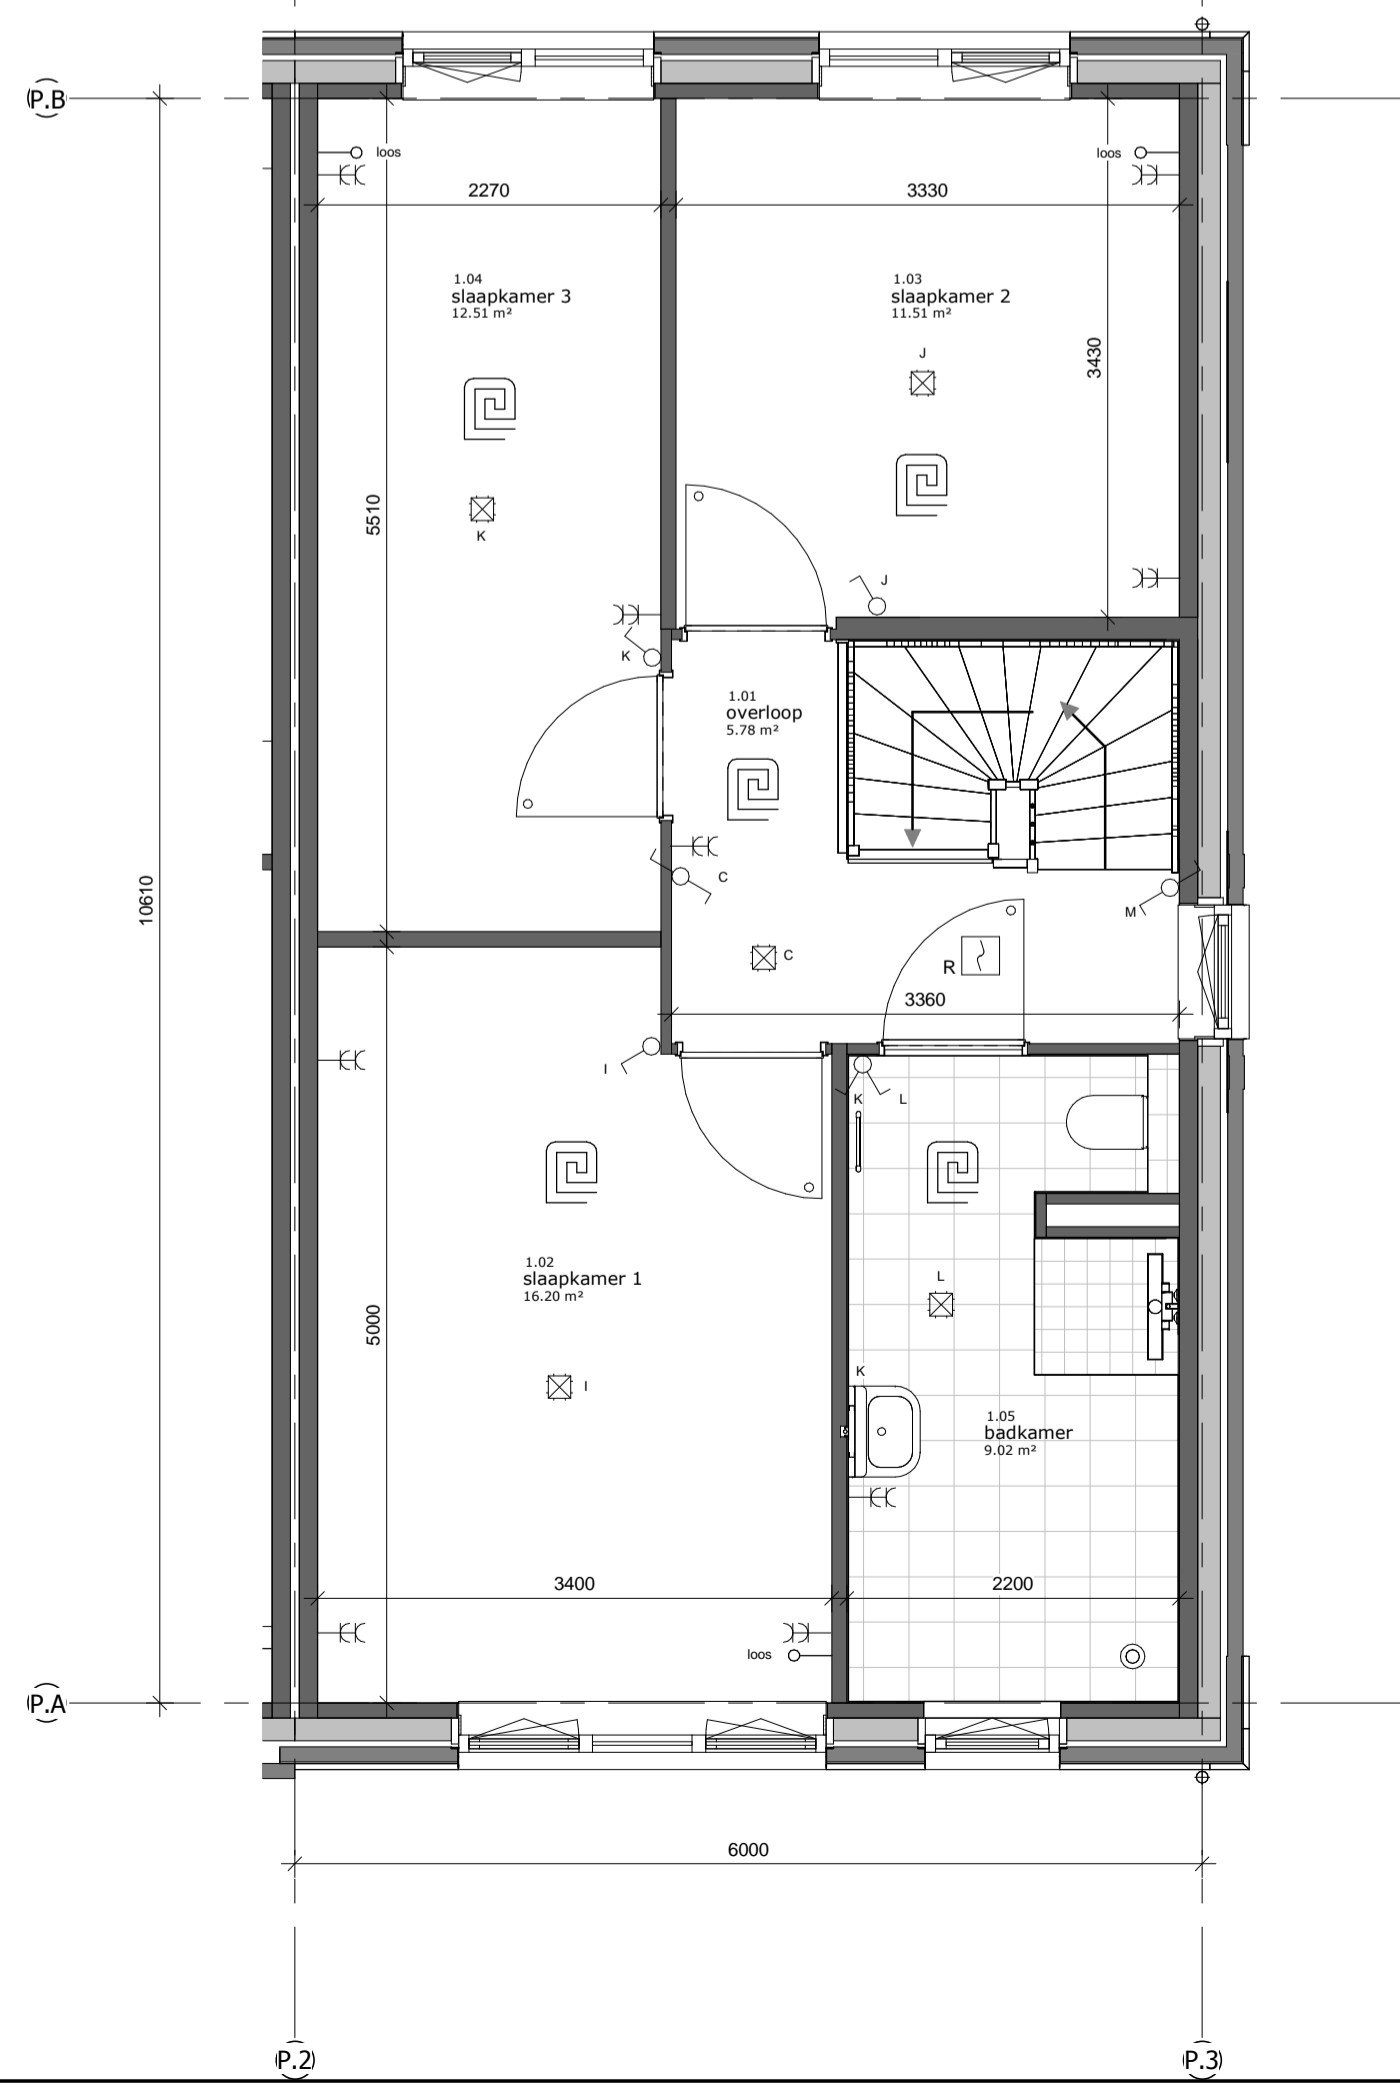 P.B
loos
loos
2270
3330
1.04
slaapkamer 3
12.51 m²
1.03
slaapkamer 2
11.51 m²
J
3430
5510
K
J
K
1.01
overloop
5.78 m²
10610
C
M
C
R
3360
I
K
L
1.02
slaapkamer 1
16.20 m²
L
5000
K
I
1.05
badkamer
9.02 m²
3400
2200
loos
P.A
6000
P.2
P.3